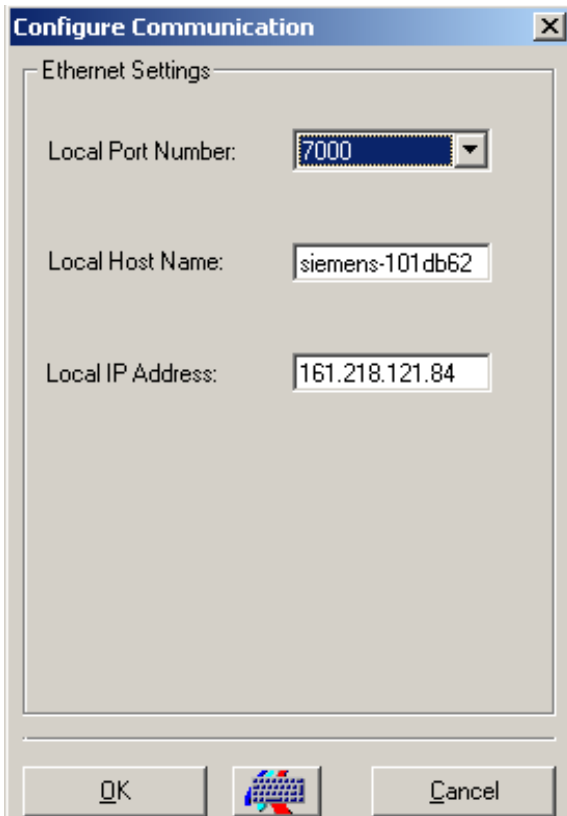 Configure Communication
Ethernet Settings
Local Port Number: 7000
Local Host Name: siemens-101db62
Local IP Address: 161.218.121.84
OK Cancel